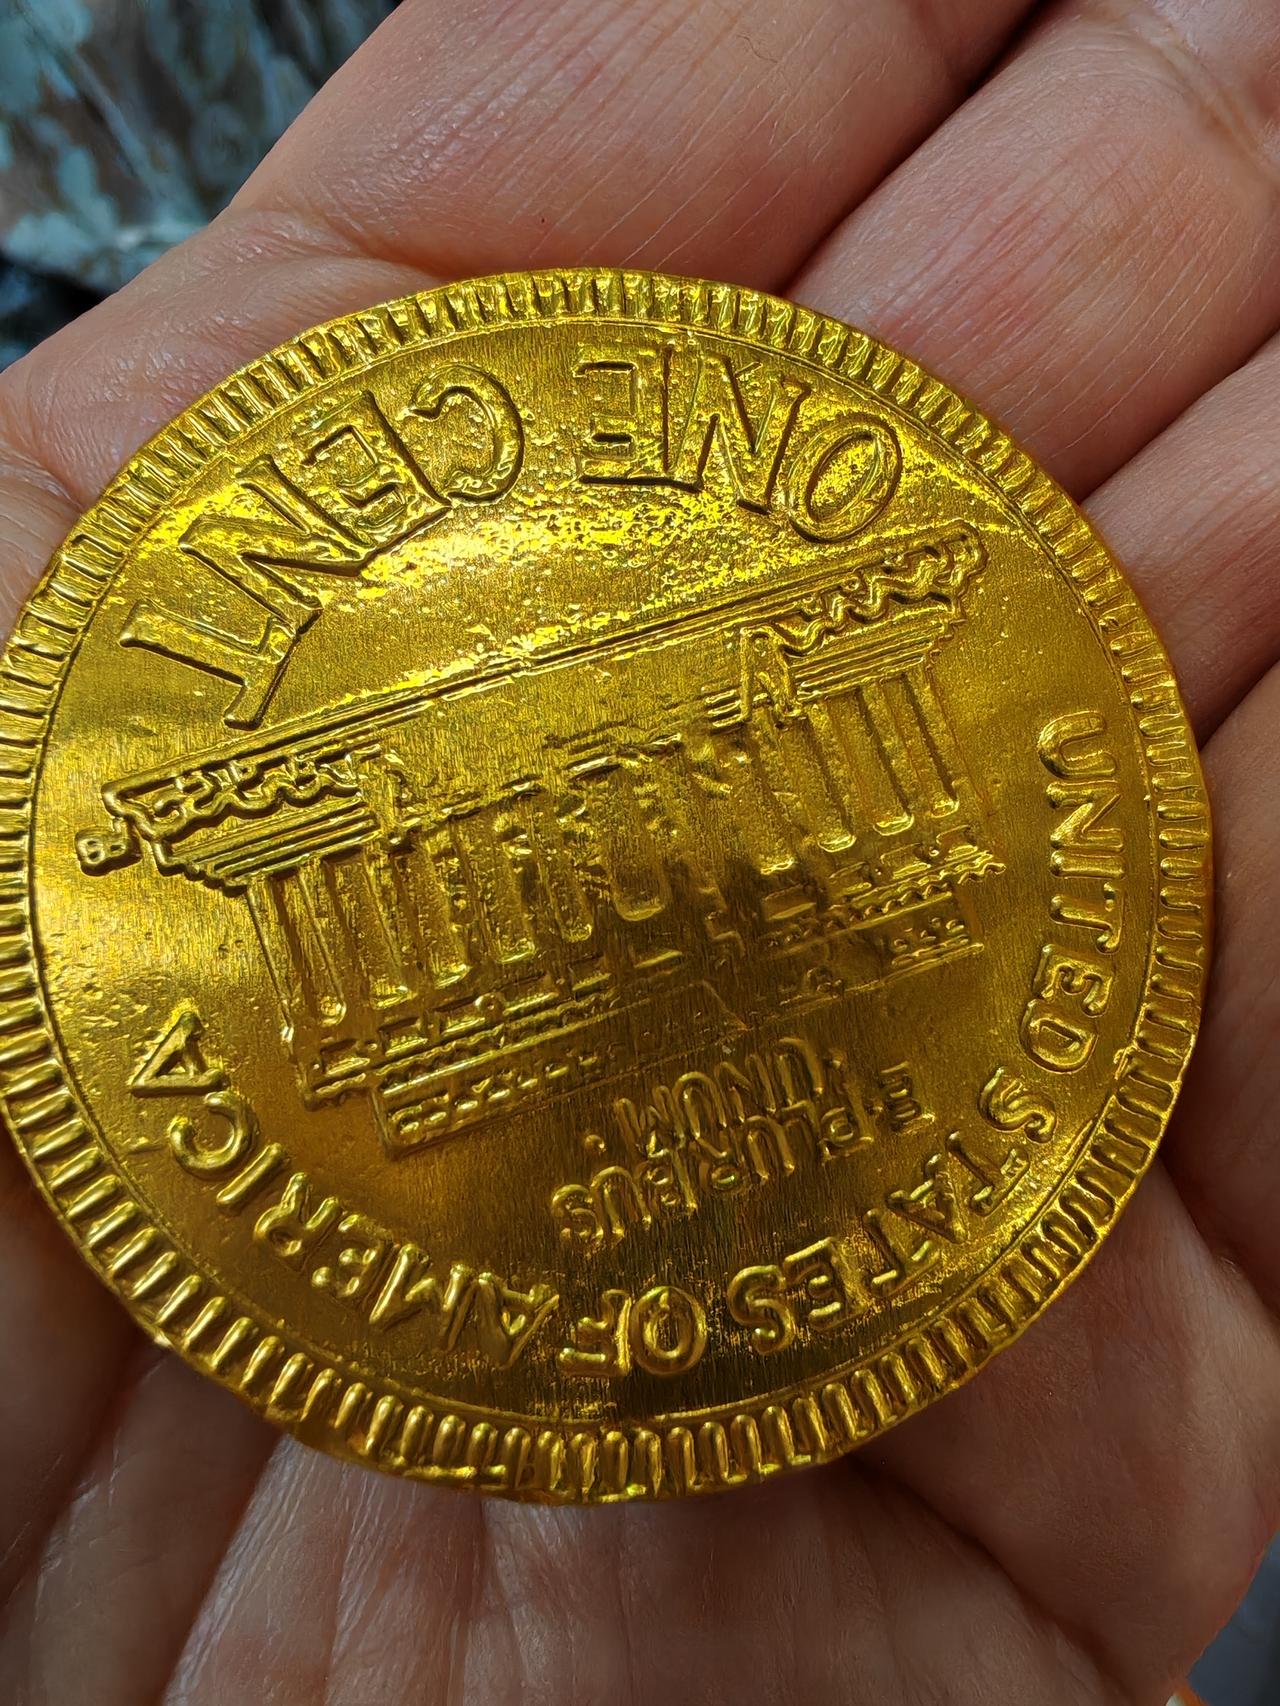 UNITED STATES OF AMERICA
E · PLURIBUS
· UNUM ·
ONE CENT